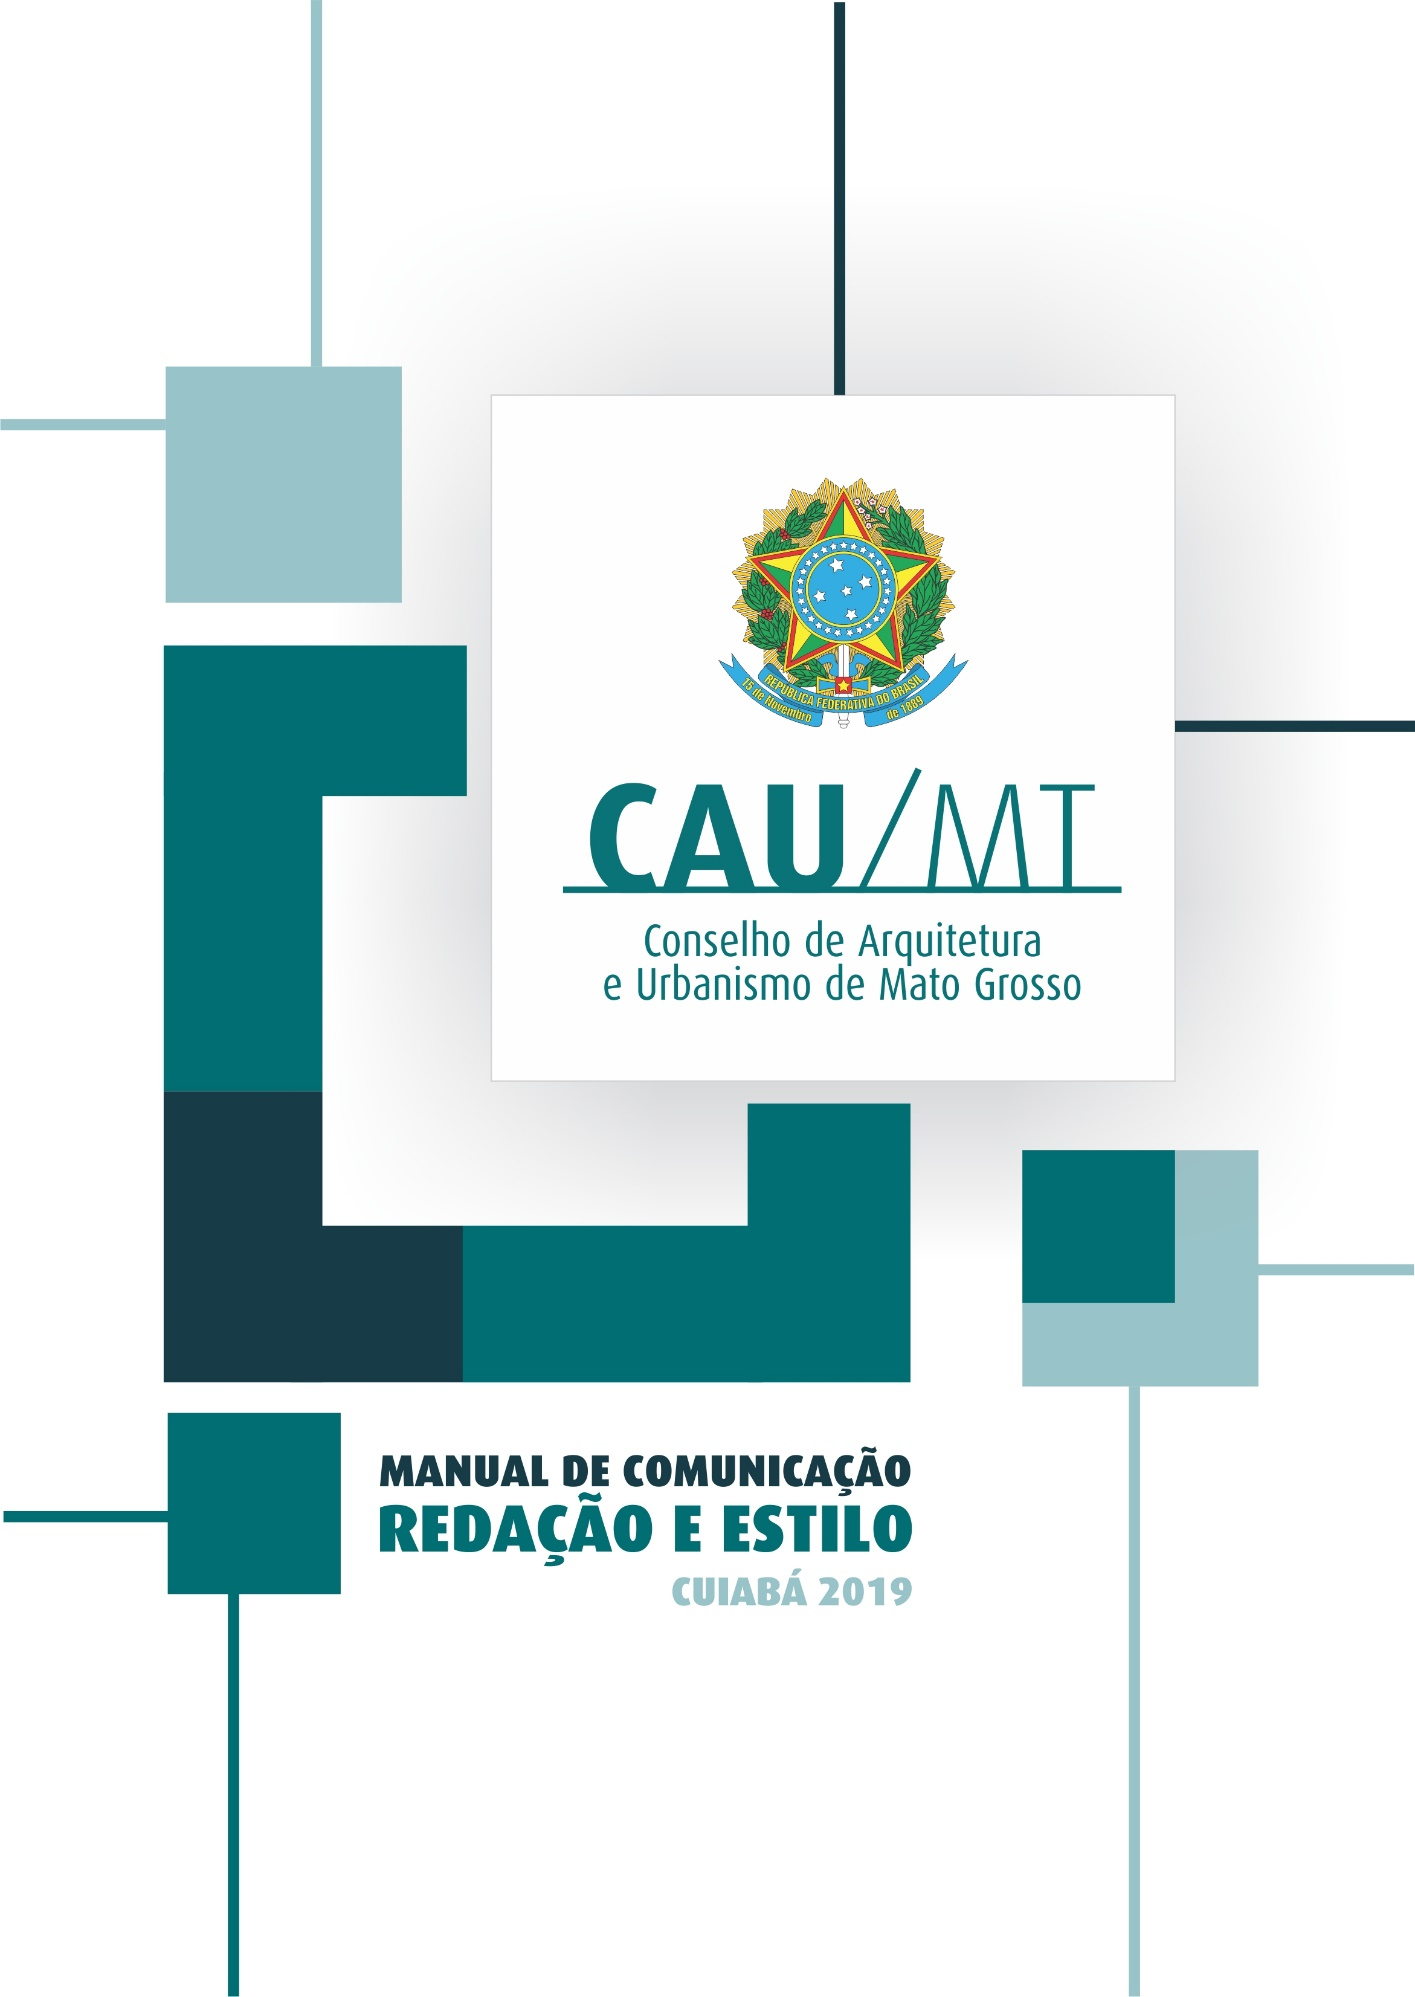 15 de Novembro
REPÚBLICA FEDERATIVA DO BRASIL
de 1889
CAU/MT
Conselho de Arquitetura
e Urbanismo de Mato Grosso
MANUAL DE COMUNICAÇÃO
REDAÇÃO E ESTILO
CUIABÁ 2019